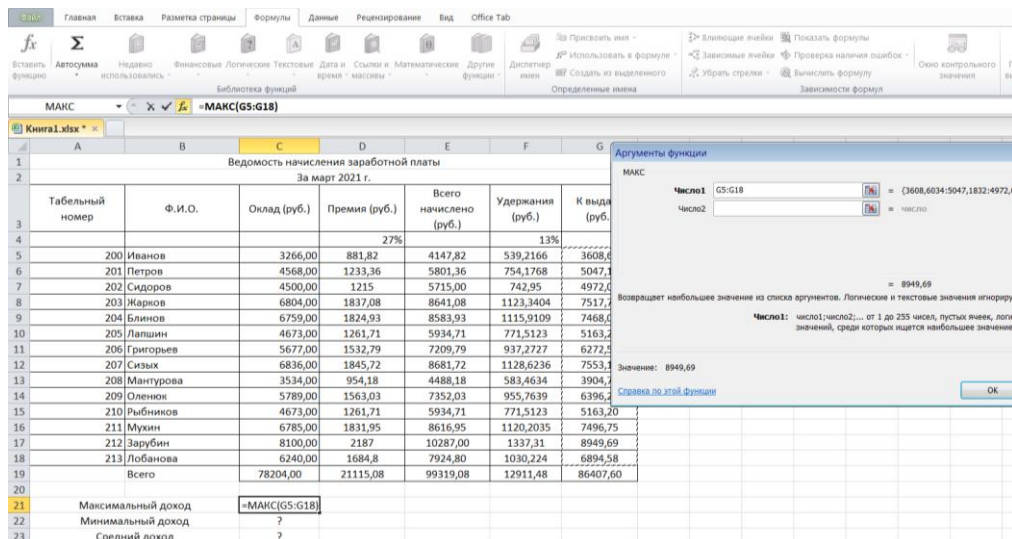 Файл Главная Вставка Разметка страницы Формулы Данные Рецензирование Вид Office Tab
fx Σ
Вставить функцию Автосумма Недавно использовались Финансовые Логические Текстовые Дата и время Ссылки и массивы Математические Другие функции
Библиотека функций
Диспетчер имен Присвоить имя Использовать в формуле Создать из выделенного
Определенные имена
Влияющие ячейки Зависимые ячейки Убрать стрелки Показать формулы Проверка наличия ошибок Вычислить формулу Окно контрольного значения
Зависимости формул
МАКС fx =МАКС(G5:G18)
Книга1.xlsx *
A B C D E F G
1 Ведомость начисления заработной платы
2 За март 2021 г.
3 Табельный номер Ф.И.О. Оклад (руб.) Премия (руб.) Всего начислено (руб.) Удержания (руб.) К выда (руб.
4 27% 13%
5 200 Иванов 3266,00 881,82 4147,82 539,2166 3608,6
6 201 Петров 4568,00 1233,36 5801,36 754,1768 5047,1
7 202 Сидоров 4500,00 1215 5715,00 742,95 4972,0
8 203 Жарков 6804,00 1837,08 8641,08 1123,3404 7517,7
9 204 Блинов 6759,00 1824,93 8583,93 1115,9109 7468,0
10 205 Лапшин 4673,00 1261,71 5934,71 771,5123 5163,2
11 206 Григорьев 5677,00 1532,79 7209,79 937,2727 6272,5
12 207 Сизых 6836,00 1845,72 8681,72 1128,6236 7553,1
13 208 Мантурова 3534,00 954,18 4488,18 583,4634 3904,7
14 209 Оленюк 5789,00 1563,03 7352,03 955,7639 6396,2
15 210 Рыбников 4673,00 1261,71 5934,71 771,5123 5163,20
16 211 Мухин 6785,00 1831,95 8616,95 1120,2035 7496,75
17 212 Зарубин 8100,00 2187 10287,00 1337,31 8949,69
18 213 Лобанова 6240,00 1684,8 7924,80 1030,224 6894,58
19 Всего 78204,00 21115,08 99319,08 12911,48 86407,60
20
21 Максимальный доход =МАКС(G5:G18)
22 Минимальный доход ?
23 Средний доход ?
Аргументы функции
МАКС
Число1 G5:G18 = {3608,6034:5047,1832:4972,
Число2 = число
= 8949,69
Возвращает наибольшее значение из списка аргументов. Логические и текстовые значения игнориру
Число1: число1;число2;... от 1 до 255 чисел, пустых ячеек, логи
значений, среди которых ищется наибольшее значение
Значение: 8949,69
Справка по этой функции OK